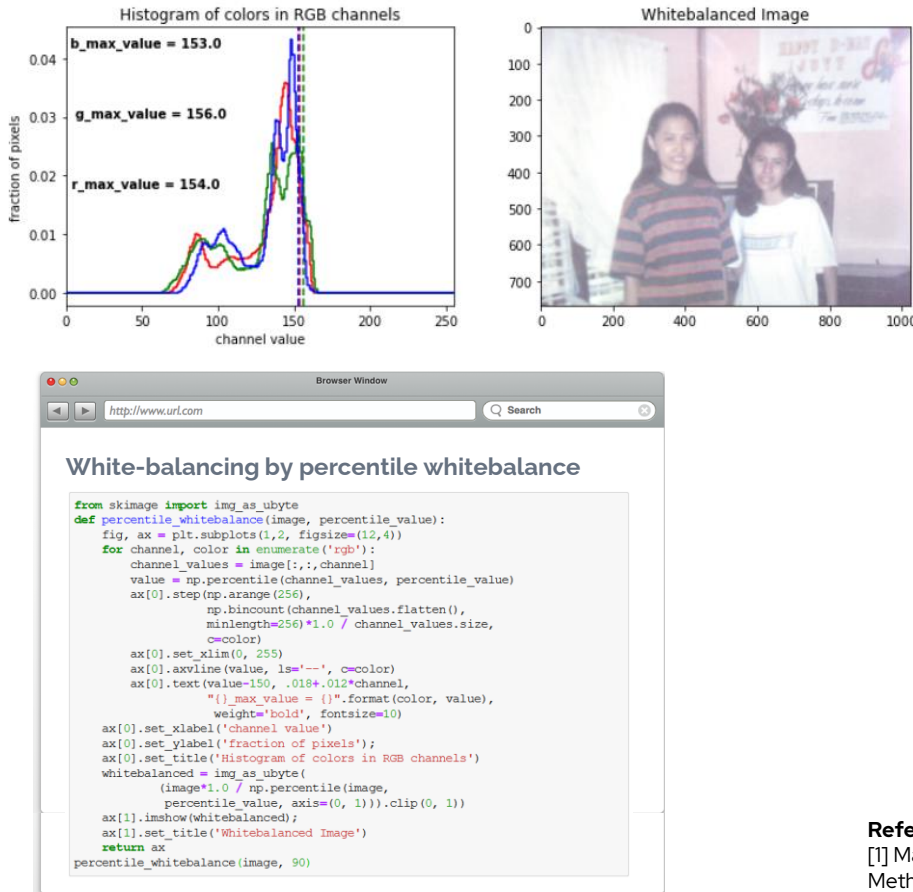 Histogram of colors in RGB channels
b_max_value = 153.0
g_max_value = 156.0
r_max_value = 154.0
0.04
0.03
0.02
0.01
0.00
fraction of pixels
0 50 100 150 200 250
channel value
Whitebalanced Image
0
100
200
300
400
500
600
700
0 200 400 600 800 1000
HAPPY B-DAY
Browser Window
http://www.url.com
Search
White-balancing by percentile whitebalance
from skimage import img_as_ubyte
def percentile_whitebalance(image, percentile_value):
    fig, ax = plt.subplots(1,2, figsize=(12,4))
    for channel, color in enumerate('rgb'):
        channel_values = image[:,:,channel]
        value = np.percentile(channel_values, percentile_value)
        ax[0].step(np.arange(256),
                   np.bincount(channel_values.flatten(),
                   minlength=256)*1.0 / channel_values.size,
                   c=color)
        ax[0].set_xlim(0, 255)
        ax[0].axvline(value, ls='--', c=color)
        ax[0].text(value-150, .018+.012*channel,
                   "{}_max_value = {}".format(color, value),
                    weight='bold', fontsize=10)
    ax[0].set_xlabel('channel value')
    ax[0].set_ylabel('fraction of pixels');
    ax[0].set_title('Histogram of colors in RGB channels')
    whitebalanced = img_as_ubyte(
            (image*1.0 / np.percentile(image,
             percentile_value, axis=(0, 1))).clip(0, 1))
    ax[1].imshow(whitebalanced);
    ax[1].set_title('Whitebalanced Image')
    return ax
percentile_whitebalance(image, 90)
Refe
[1] Ma
Meth